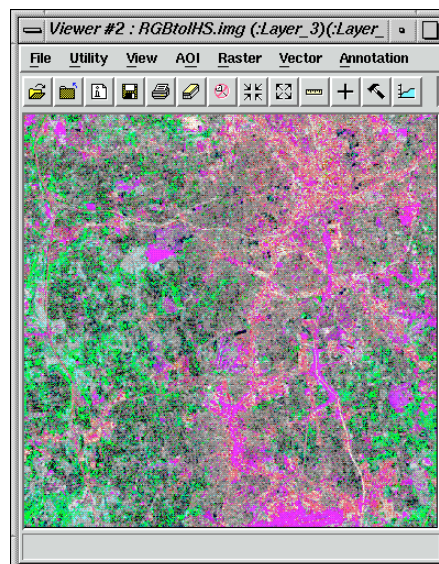 Viewer #2 : RGBtoIHS.img (:Layer_3)(:Layer_
File Utility View AOI Raster Vector Annotation